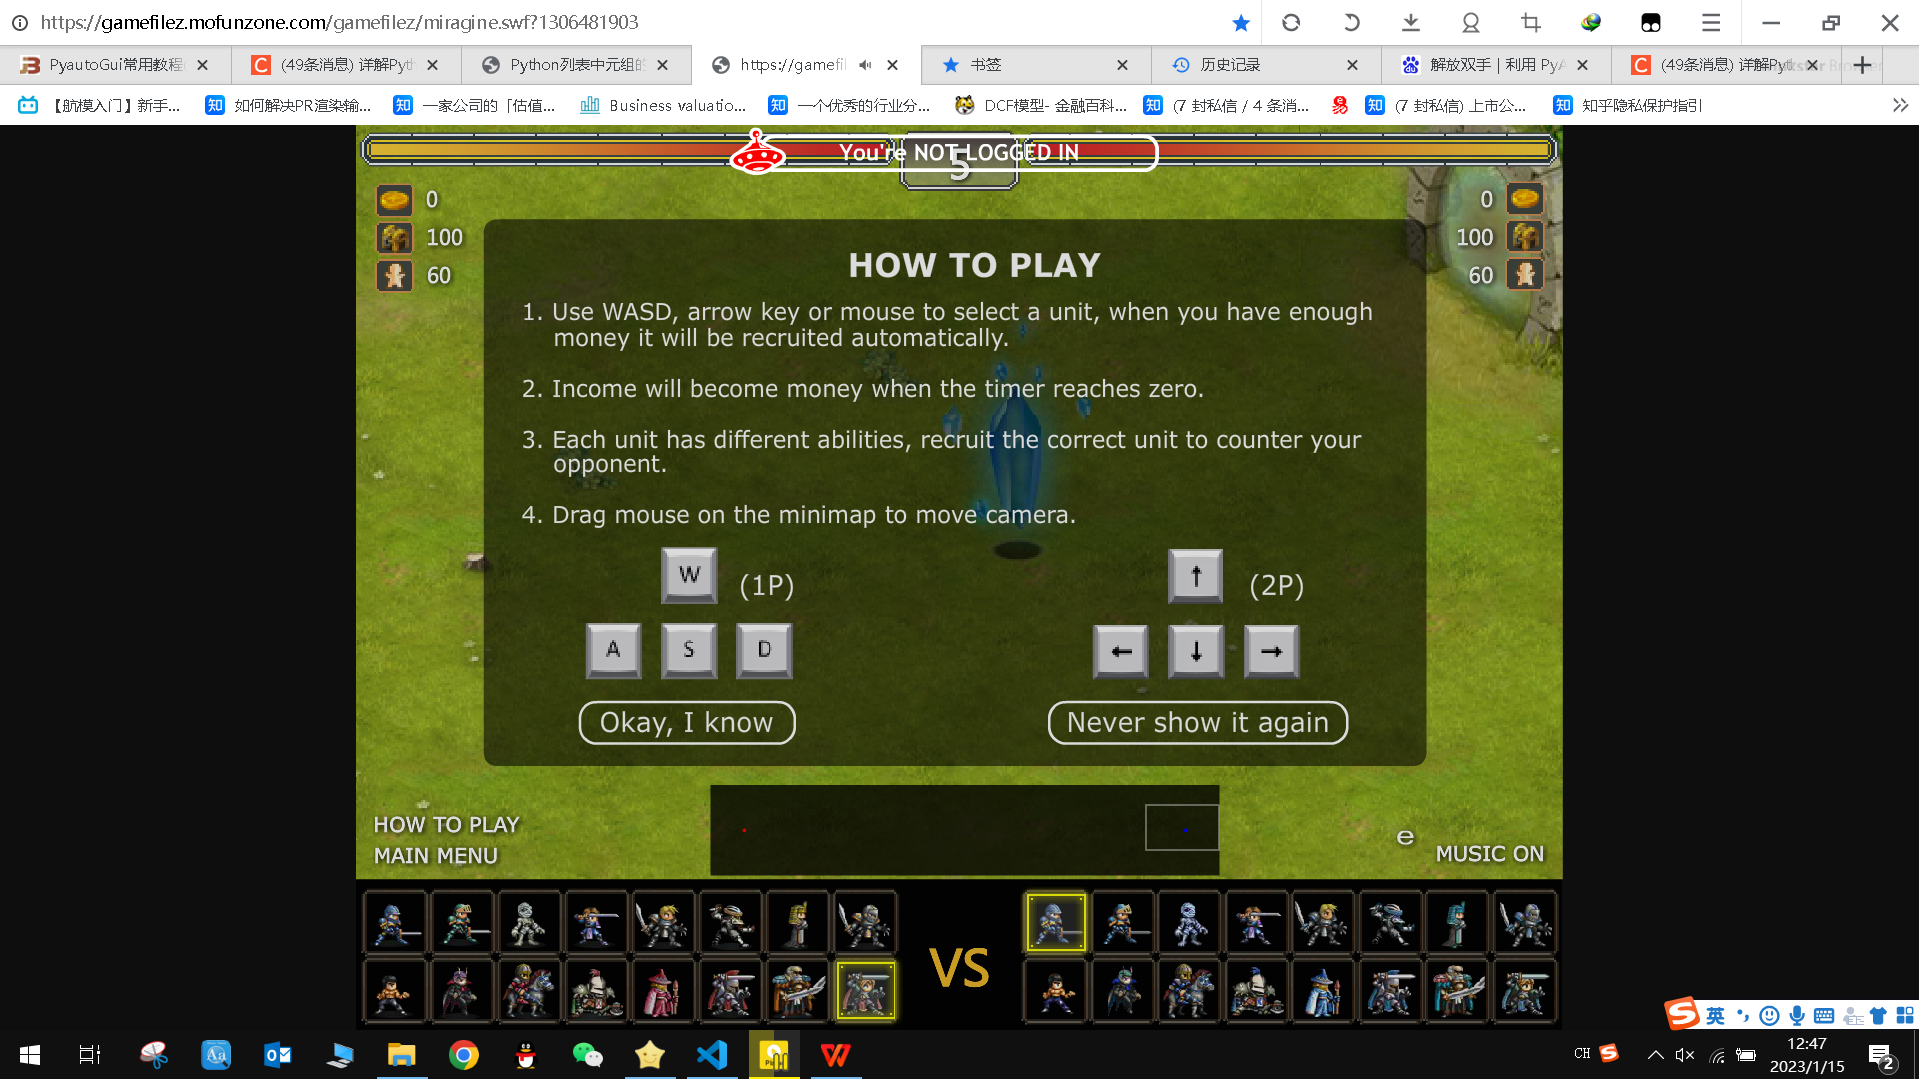 https://gamefilez.mofunzone.com/gamefilez/miragine.swf?1306481903
PyautoGui常用教程
(49条消息) 详解Pyth
Python列表中元组的
https://gamefil
书签
历史记录
解放双手 | 利用 PyA
(49条消息) 详解Pyt
【航模入门】新手...
知 如何解决PR渲染输...
知 一家公司的「估值...
Business valuatio...
知 一个优秀的行业分...
DCF模型- 金融百科...
知 (7 封私信 / 4 条消...
知 (7 封私信) 上市公...
知 知乎隐私保护指引
You're NOT LOGGED IN
5
0
100
60
0
100
60
HOW TO PLAY
1. Use WASD, arrow key or mouse to select a unit, when you have enough
money it will be recruited automatically.
2. Income will become money when the timer reaches zero.
3. Each unit has different abilities, recruit the correct unit to counter your
opponent.
4. Drag mouse on the minimap to move camera.
W (1P)
A S D
↑ (2P)
← ↓ →
Okay, I know
Never show it again
HOW TO PLAY
MAIN MENU
e
MUSIC ON
VS
英
CH
12:47
2023/1/15
2